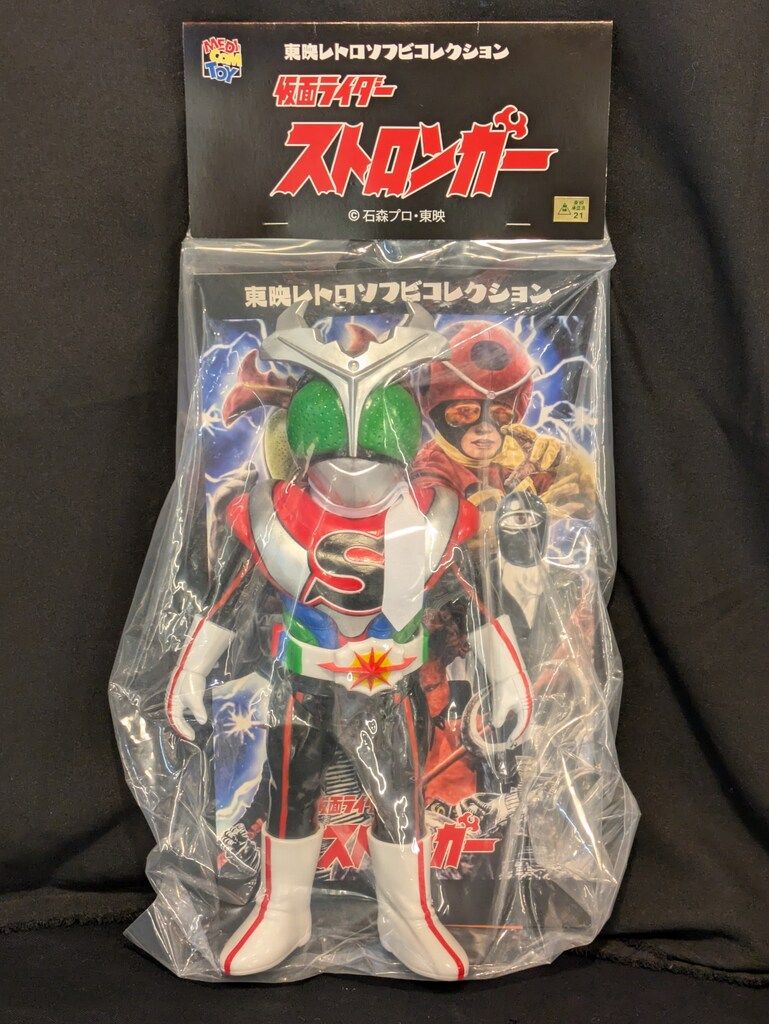 MEDI
COM
TOY
東映レトロソフビコレクション
仮面ライダー
ストロンガー
©石森プロ・東映
21
東映レトロソフビコレクション
S
仮面ライ
ストロンガー